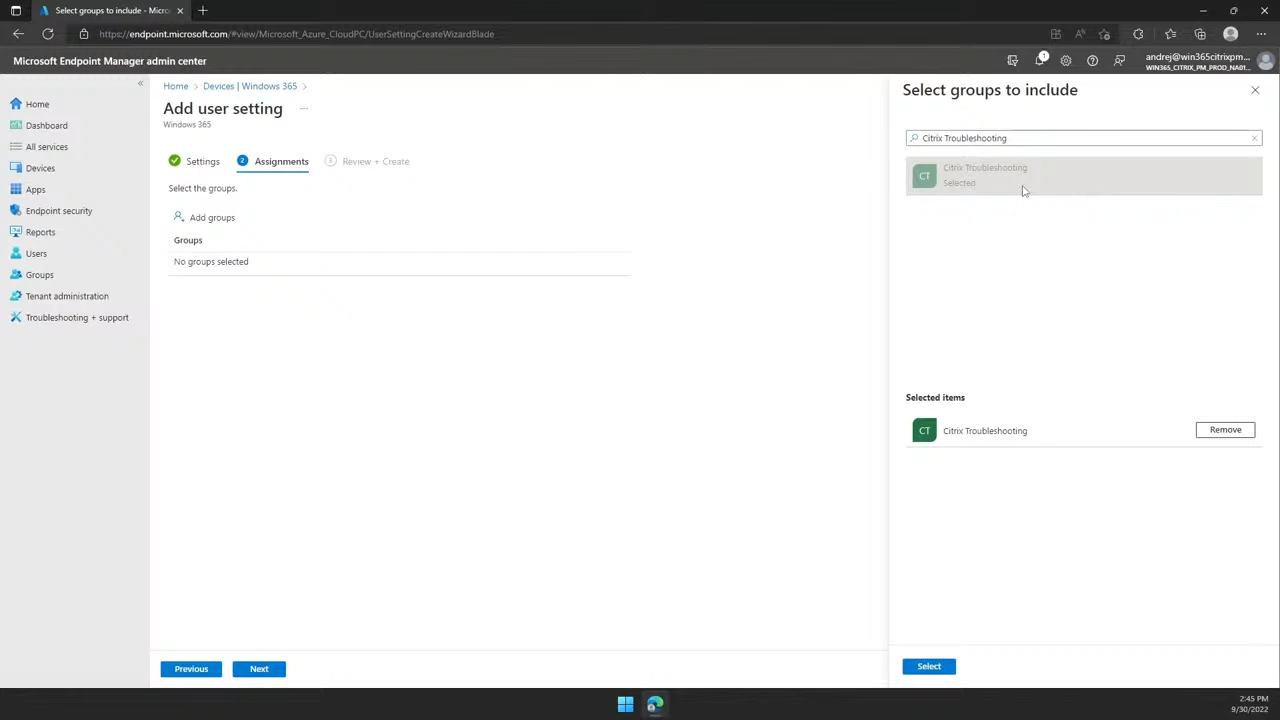 Select groups to include - Micro
https://endpoint.microsoft.com/#view/Microsoft_Azure_CloudPC/UserSettingCreateWizardBlade
Microsoft Endpoint Manager admin center
1
andrej@win365citrixpm...
WIN365_CITRIX_PM_PROD_NA01...
Home
Dashboard
All services
Devices
Apps
Endpoint security
Reports
Users
Groups
Tenant administration
Troubleshooting + support
Home > Devices | Windows 365 >
Add user setting ...
Windows 365
Settings
2 Assignments
3 Review + Create
Select the groups.
Add groups
Groups
No groups selected
Previous
Next
Select groups to include
Citrix Troubleshooting
CT
Citrix Troubleshooting
Selected
Selected items
CT Citrix Troubleshooting
Remove
Select
2:45 PM
9/30/2022